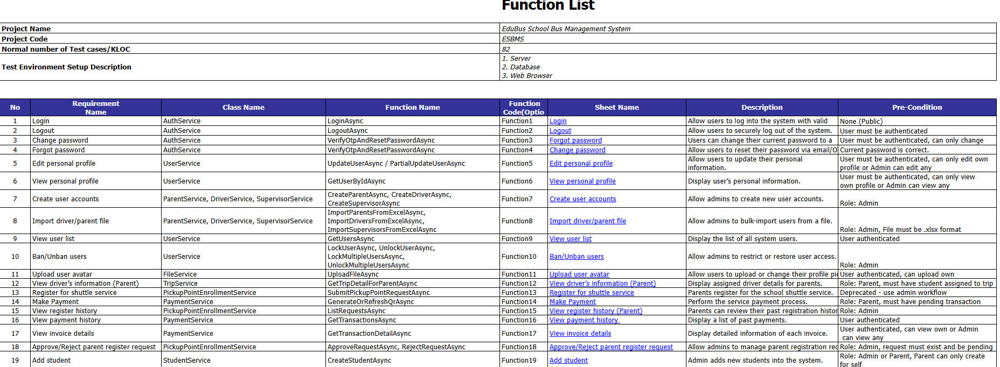 Function List
Project Name EduBus School Bus Management System
Project Code ESBMS
Normal number of Test cases/KLOC 82
Test Environment Setup Description
1. Server
2. Database
3. Web Browser
No Requirement Name Class Name Function Name Function Code(Optio Sheet Name Description Pre-Condition
1 Login AuthService LoginAsync Function1 Login Allow users to log into the system with valid None (Public)
2 Logout AuthService LogoutAsync Function2 Logout Allow users to securely log out of the system. User must be authenticated
3 Change password AuthService VerifyOtpAndResetPasswordAsync Function3 Forgot password Users can change their current password to a User must be authenticated, can only change
4 Forgot password AuthService VerifyOtpAndResetPasswordAsync Function4 Change password Allow users to reset their password via email/O Current password is correct.
5 Edit personal profile UserService UpdateUserAsync / PartialUpdateUserAsync Function5 Edit personal profile Allow users to update their personal information. User must be authenticated, can only edit own profile or Admin can edit any
6 View personal profile UserService GetUserByIdAsync Function6 View personal profile Display user's personal information. User must be authenticated, can only view own profile or Admin can view any
7 Create user accounts ParentService, DriverService, SupervisorService CreateParentAsync, CreateDriverAsync, CreateSupervisorAsync Function7 Create user accounts Allow admins to create new user accounts. Role: Admin
8 Import driver/parent file ParentService, DriverService, SupervisorService ImportParentsFromExcelAsync, ImportDriversFromExcelAsync, ImportSupervisorsFromExcelAsync Function8 Import driver/parent file Allow admins to bulk-import users from a file. Role: Admin, File must be .xlsx format
9 View user list UserService GetUsersAsync Function9 View user list Display the list of all system users. User authenticated
10 Ban/Unban users UserService LockUserAsync, UnlockUserAsync, LockMultipleUsersAsync, UnlockMultipleUsersAsync Function10 Ban/Unban users Allow admins to restrict or restore user access. Role: Admin
11 Upload user avatar FileService UploadFileAsync Function11 Upload user avatar Allow users to upload or change their profile pic User authenticated, can upload own
12 View driver's information (Parent) TripService GetTripDetailForParentAsync Function12 View driver's information (Parent) Display assigned driver details for parents. Role: Parent, must have student assigned to trip
13 Register for shuttle service PickupPointEnrollmentService SubmitPickupPointRequestAsync Function13 Register for shuttle service Parents register for the school shuttle service. Deprecated - use admin workflow
14 Make Payment PaymentService GenerateOrRefreshQrAsync Function14 Make Payment Perform the service payment process. Role: Parent, must have pending transaction
15 View register history PickupPointEnrollmentService ListRequestsAsync Function15 View register history (Parent) Parents can review their past registration histor Role: Admin
16 View payment history PaymentService GetTransactionsAsync Function16 View payment history Display a list of past payments. User authenticated
17 View invoice details PaymentService GetTransactionDetailAsync Function17 View invoice details Display detailed information of each invoice. User authenticated, can view own or Admin can view any
18 Approve/Reject parent register request PickupPointEnrollmentService ApproveRequestAsync, RejectRequestAsync Function18 Approve/Reject parent register request Allow admins to manage parent registration rec Role: Admin, request must exist and be pending
19 Add student StudentService CreateStudentAsync Function19 Add student Admin adds new students into the system. Role: Admin or Parent, Parent can only create for self